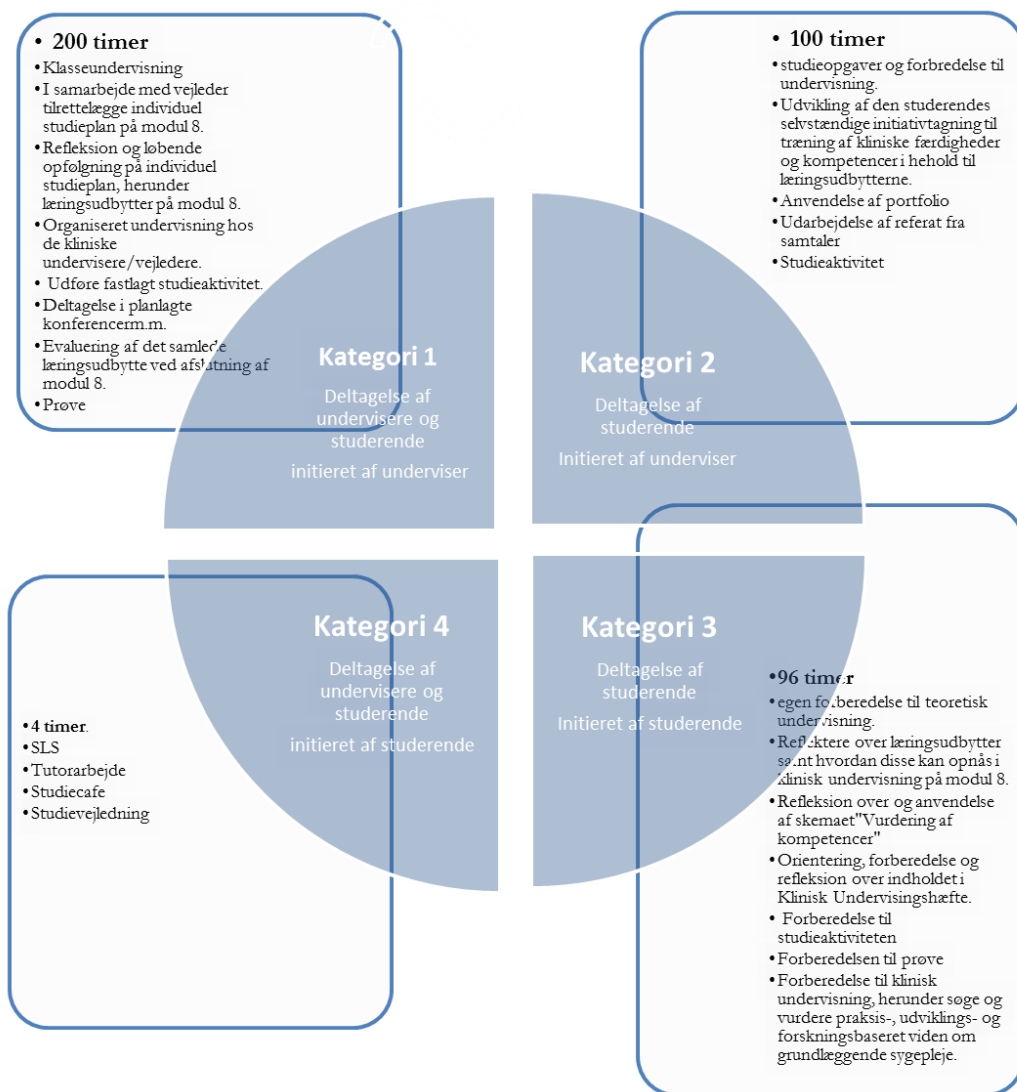 • 200 timer
• Klasseundervisning
• I samarbejde med vejleder
tilrettelægge individuel
studieplan på modul 8.
• Refleksion og løbende
opfølgning på individuel
studieplan, herunder
læringsudbytter på modul 8.
• Organiseret undervisning hos
de kliniske
undervisere/vejledere.
• Udføre fastlagt studieaktivitet.
• Deltagelse i planlagte
konferencerm.m.
• Evaluering af det samlede
læringsudbytte ved afslutning af
modul 8.
• Prøve
Kategori 1
Deltagelse af
undervisere og
studerende
initieret af underviser
• 100 timer
• studieopgaver og forbredelse til
undervisning.
• Udvikling af den studerendes
selvstændige initiativtagning til
træning af kliniske færdigheder
og kompetencer i hehold til
læringsudbytterne.
• Anvendelse af portfolio
• Udarbejdelse af referat fra
samtaler
• Studieaktivitet
Kategori 2
Deltagelse af
studerende
Initieret af underviser
Kategori 4
Deltagelse af
undervisere og
studerende
initieret af studerende
• 4 timer.
• SLS
• Tutorarbejde
• Studiecafe
• Studievejledning
Kategori 3
Deltagelse af
studerende
Initieret af studerende
• 96 timer
• egen forberedelse til teoretisk
undervisning.
• Reflektere over læringsudbytter
samt hvordan disse kan opnås i
klinisk undervisning på modul 8.
• Refleksion over og anvendelse
af skemaet"Vurdering af
kompetencer"
• Orientering, forberedelse og
refleksion over indholdet i
Klinisk Undervisingshæfte.
• Forberedelse til
studieaktiviteten
• Forberedelsen til prøve
• Forberedelse til klinisk
undervisning, herunder søge og
vurdere praksis-, udviklings- og
forskningsbaseret viden om
grundlæggende sygepleje.